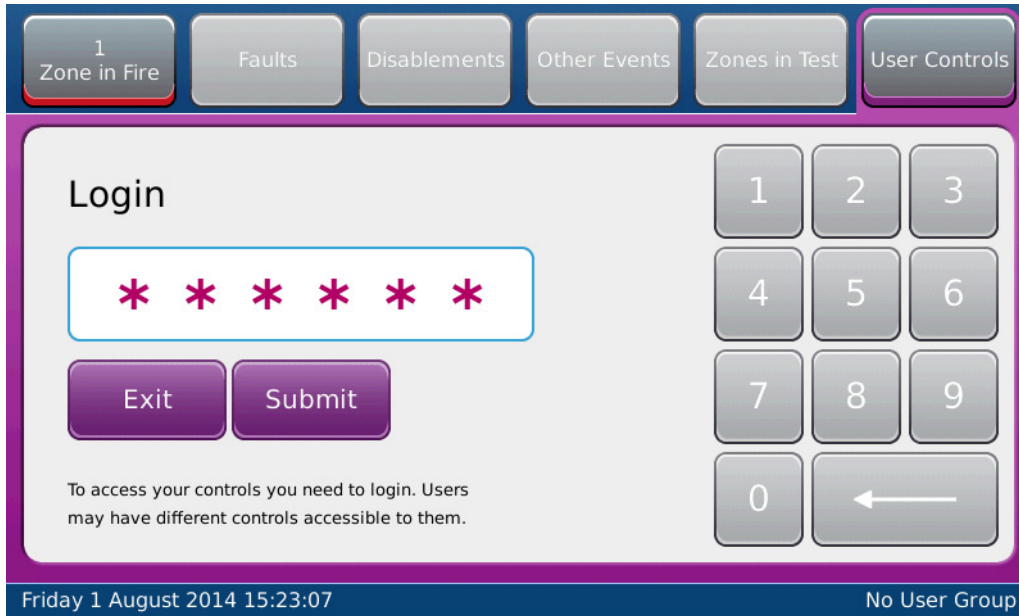 1
Zone in Fire
Faults
Disablements
Other Events
Zones in Test
User Controls
Login
* * * * * *
Exit
Submit
To access your controls you need to login. Users
may have different controls accessible to them.
1 2 3
4 5 6
7 8 9
0
Friday 1 August 2014 15:23:07
No User Group